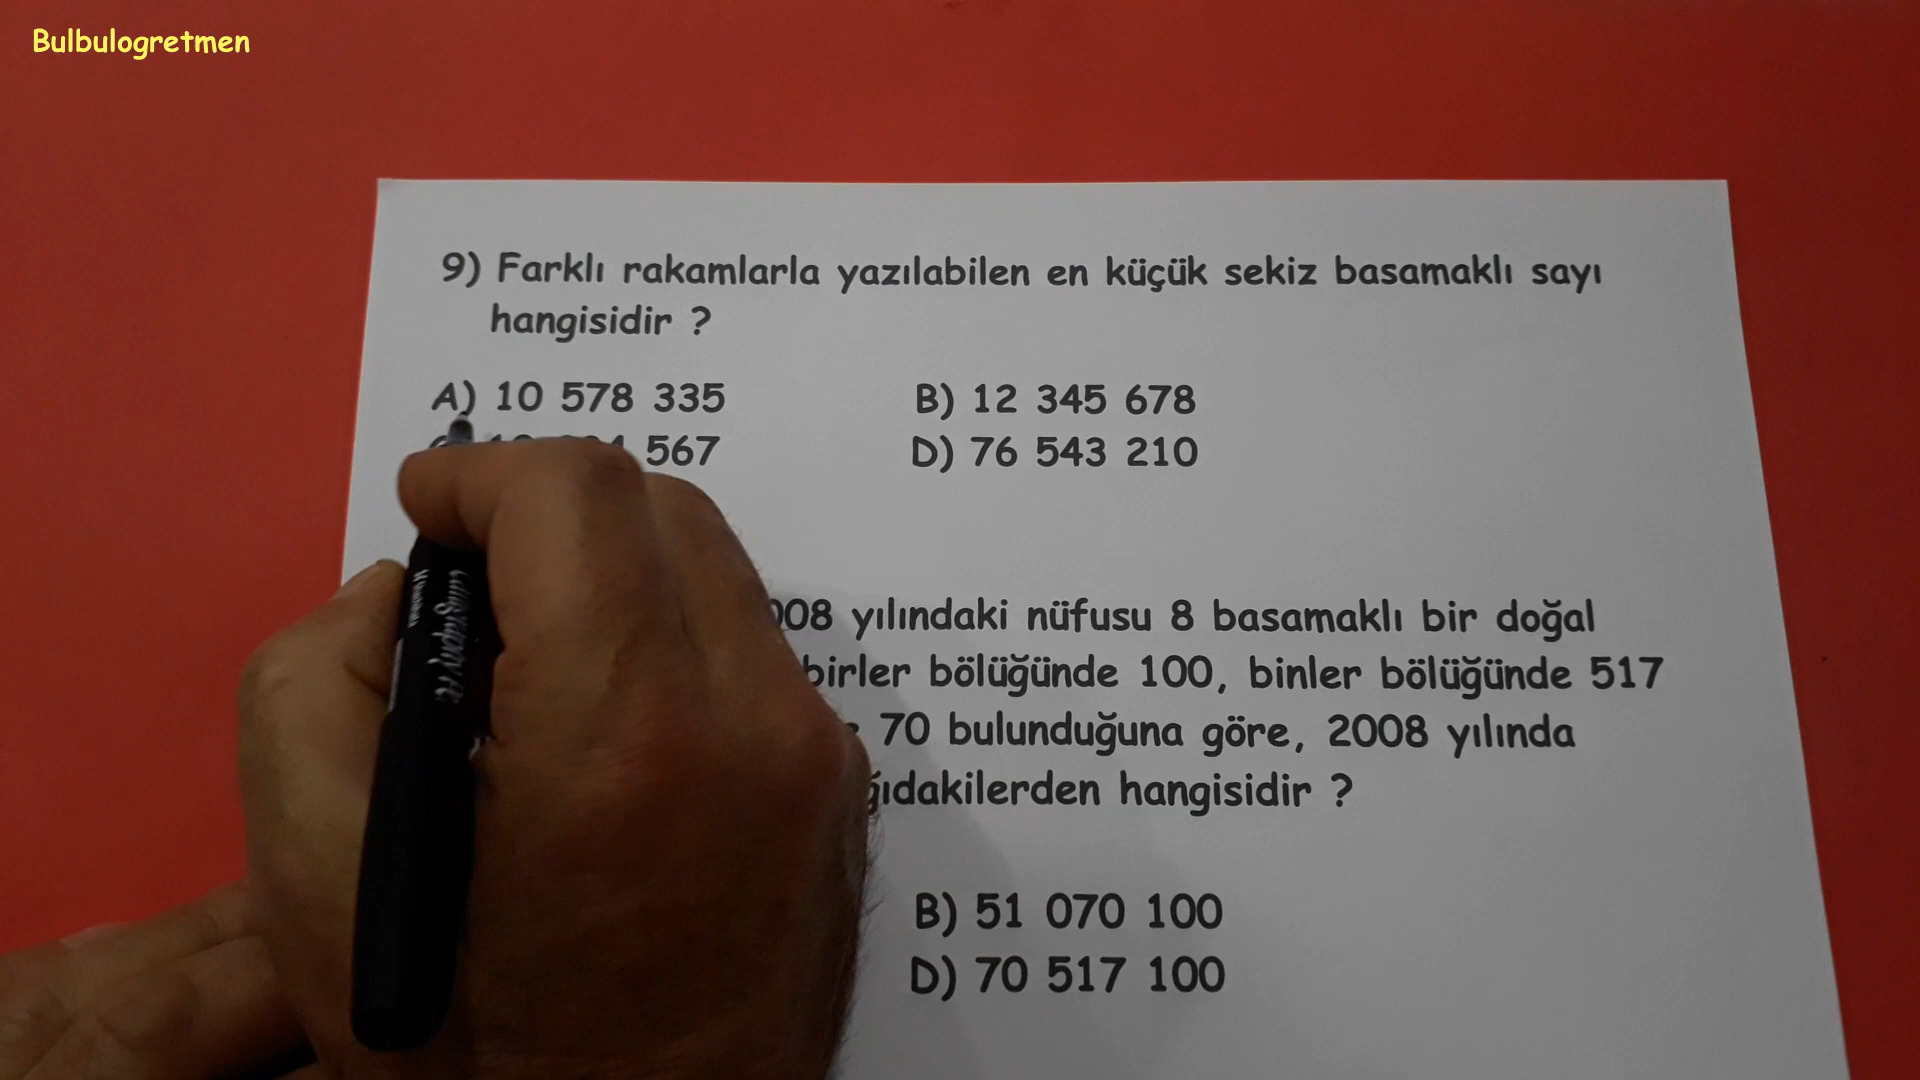 Bulbulogretmen
9) Farklı rakamlarla yazılabilen en küçük sekiz basamaklı sayı
hangisidir ?
A) 10 578 335 B) 12 345 678
567 D) 76 543 210
yılındaki nüfusu 8 basamaklı bir doğal
birler bölüğünde 100, binler bölüğünde 517
70 bulunduğuna göre, 2008 yılında
hangisidir ?
B) 51 070 100
D) 70 517 100